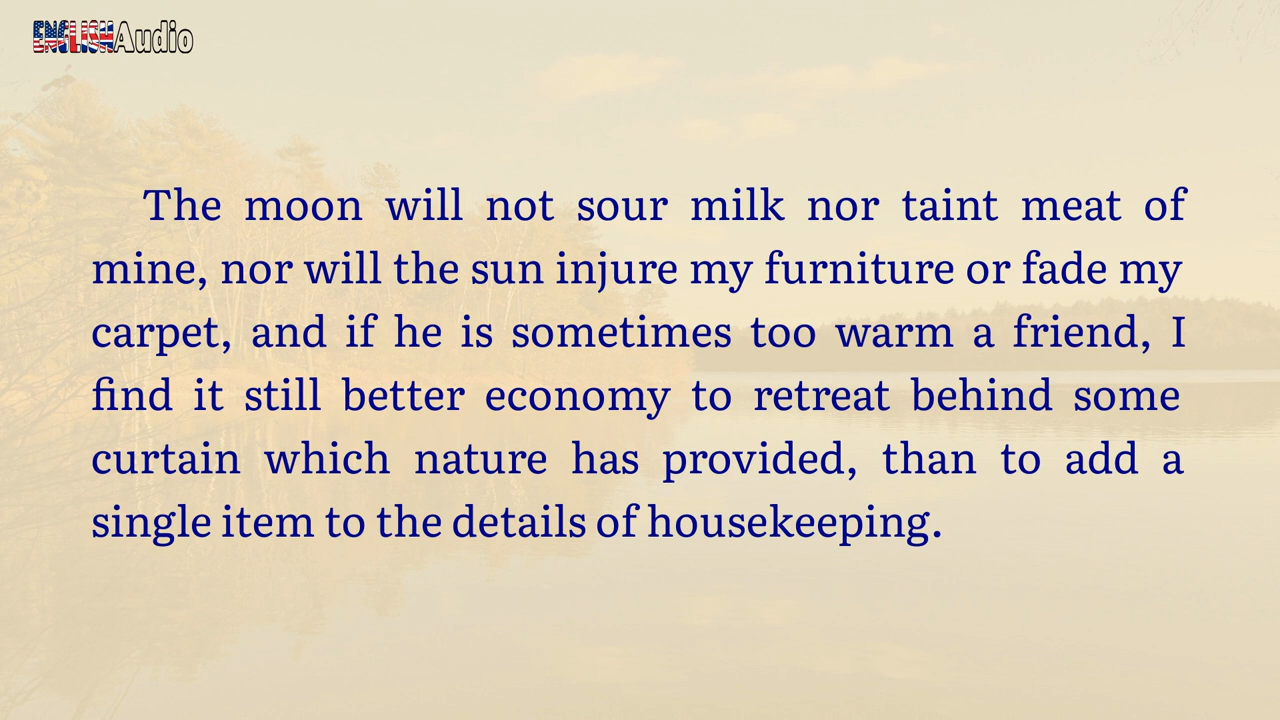 ENGLISHAudio
The moon will not sour milk nor taint meat of
mine, nor will the sun injure my furniture or fade my
carpet, and if he is sometimes too warm a friend, I
find it still better economy to retreat behind some
curtain which nature has provided, than to add a
single item to the details of housekeeping.